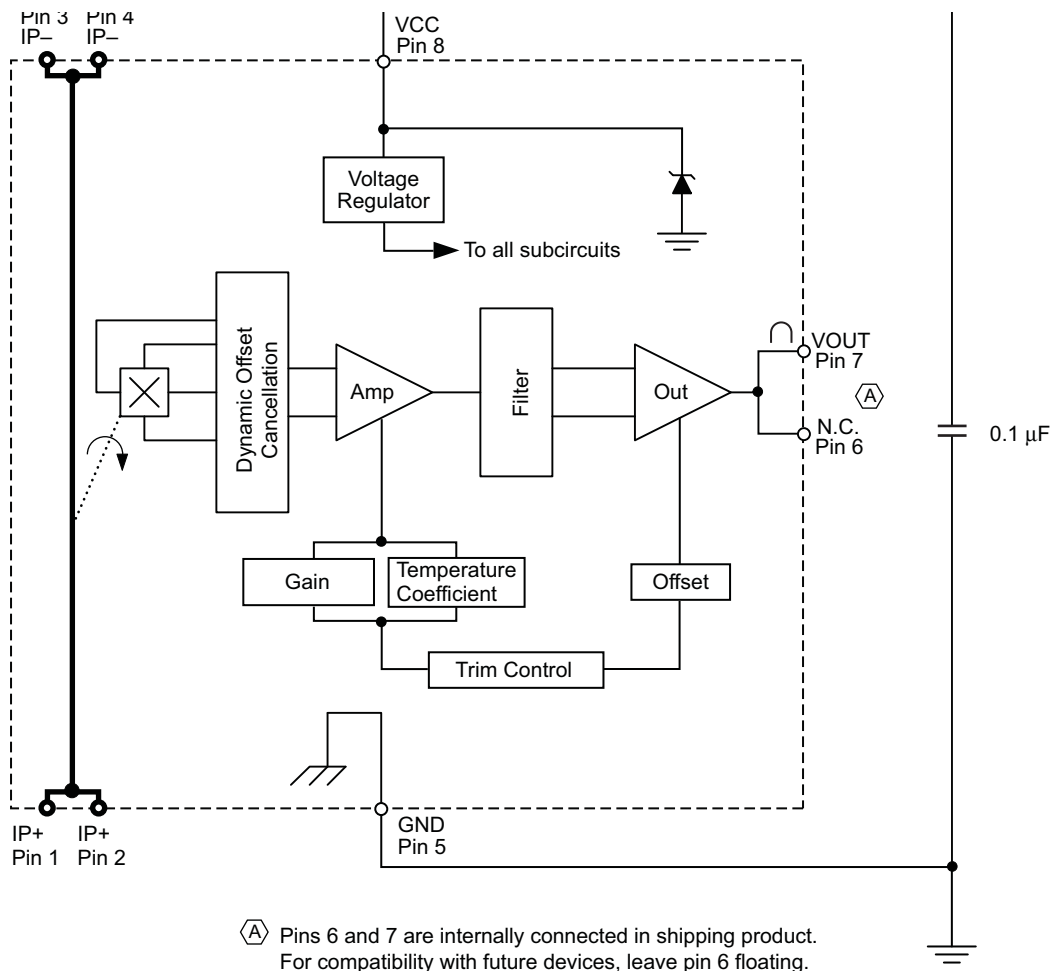 Pin 3 Pin 4
IP– IP–
VCC
Pin 8
Voltage
Regulator
To all subcircuits
Dynamic Offset
Cancellation
Amp
Filter
Out
VOUT
Pin 7
A
N.C.
Pin 6
0.1 μF
Gain
Temperature
Coefficient
Offset
Trim Control
IP+ IP+
Pin 1 Pin 2
GND
Pin 5
A Pins 6 and 7 are internally connected in shipping product.
For compatibility with future devices, leave pin 6 floating.